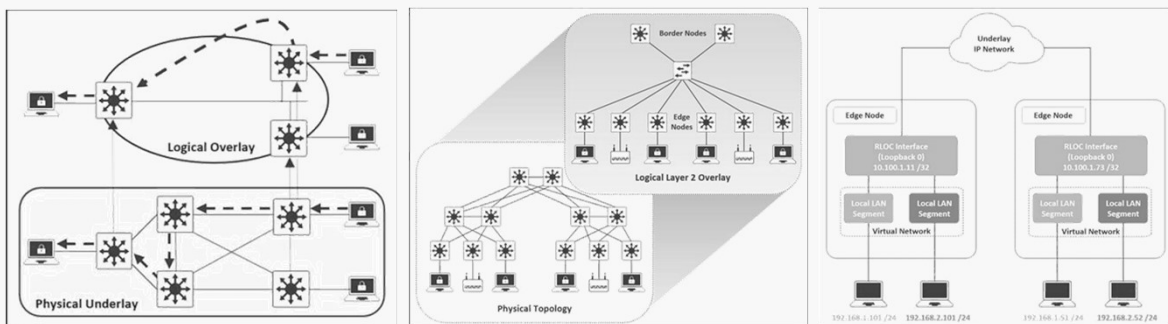 Logical Overlay
Physical Underlay
Border Nodes
Edge
Nodes
Logical Layer 2 Overlay
Physical Topology
Underlay
IP Network
Edge Node
RLOC Interface
(Loopback 0)
10.100.1.11 /32
Local LAN
Segment
Local LAN
Segment
Virtual Network
192.168.1.101 /24
192.168.2.101 /24
Edge Node
RLOC Interface
(Loopback 0)
10.100.1.73 /32
Local LAN
Segment
Local LAN
Segment
Virtual Network
192.168.1.51 /24
192.168.2.52 /24